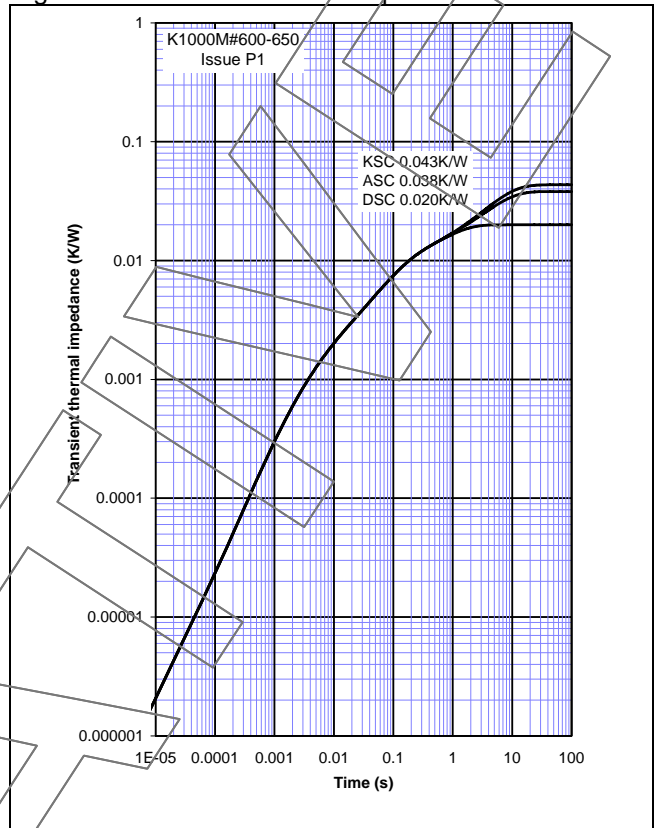 K1000M#600-650
Issue P1
KSC 0.043K/W
ASC 0.038K/W
DSC 0.020K/W
Transient thermal impedance (K/W)
1
0.1
0.01
0.001
0.0001
0.00001
0.000001
1E-05 0.0001 0.001 0.01 0.1 1 10 100
Time (s)